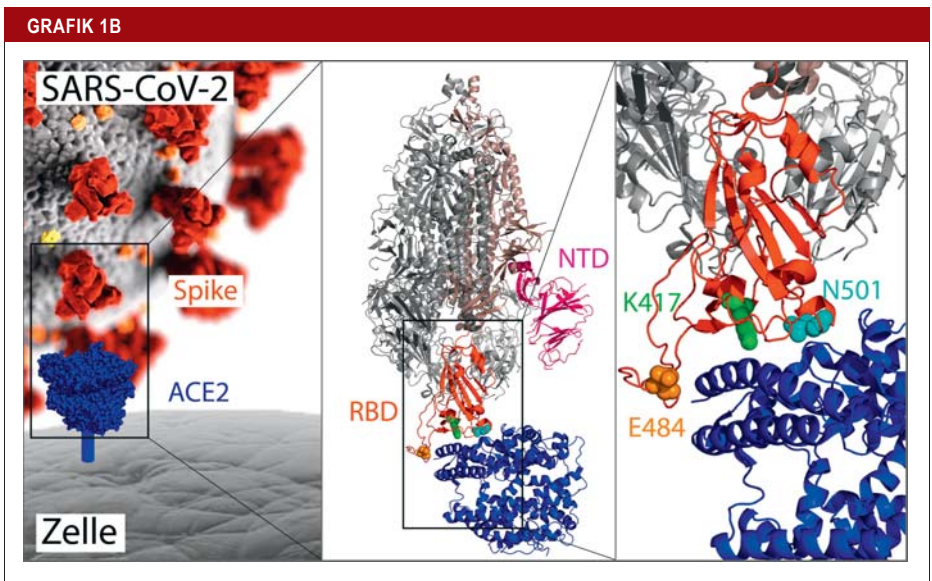 GRAFIK 1B
SARS-CoV-2
Spike
ACE2
Zelle
NTD
RBD
K417
N501
E484